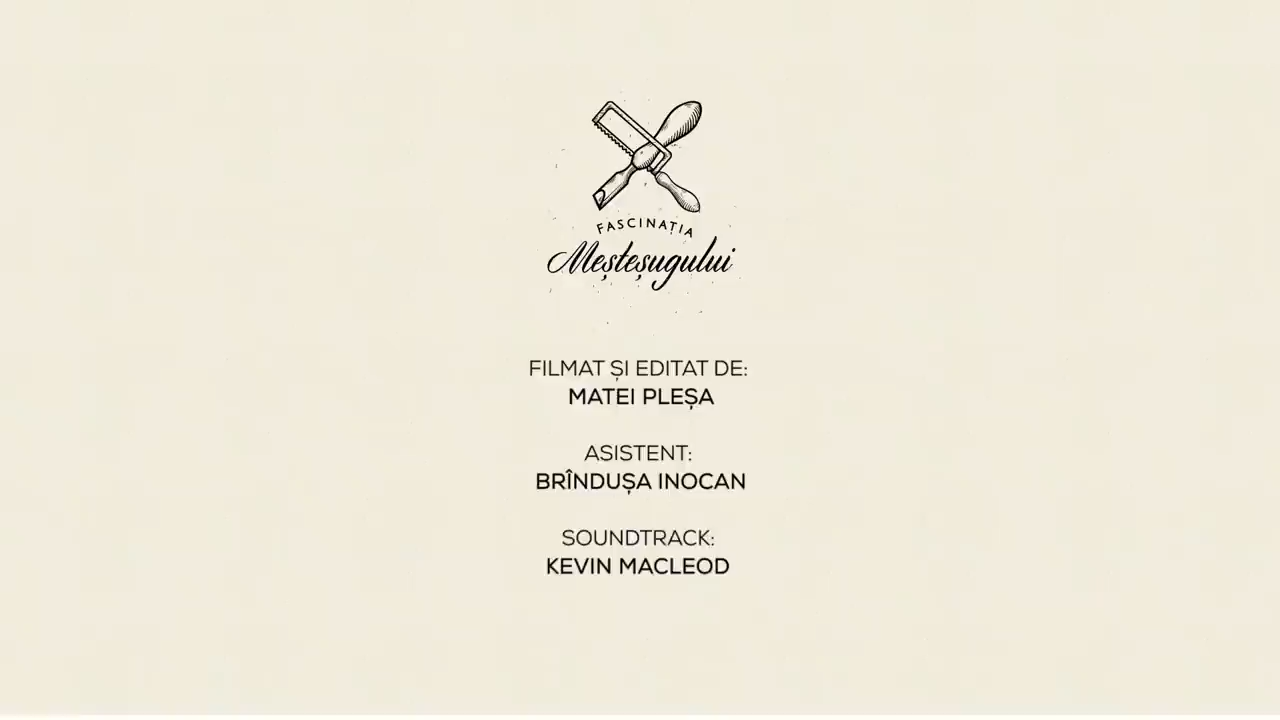 FASCINAȚIA
Meșteșugului
FILMAT ȘI EDITAT DE:
MATEI PLEȘA
ASISTENT:
BRÎNDUȘA INOCAN
SOUNDTRACK:
KEVIN MACLEOD